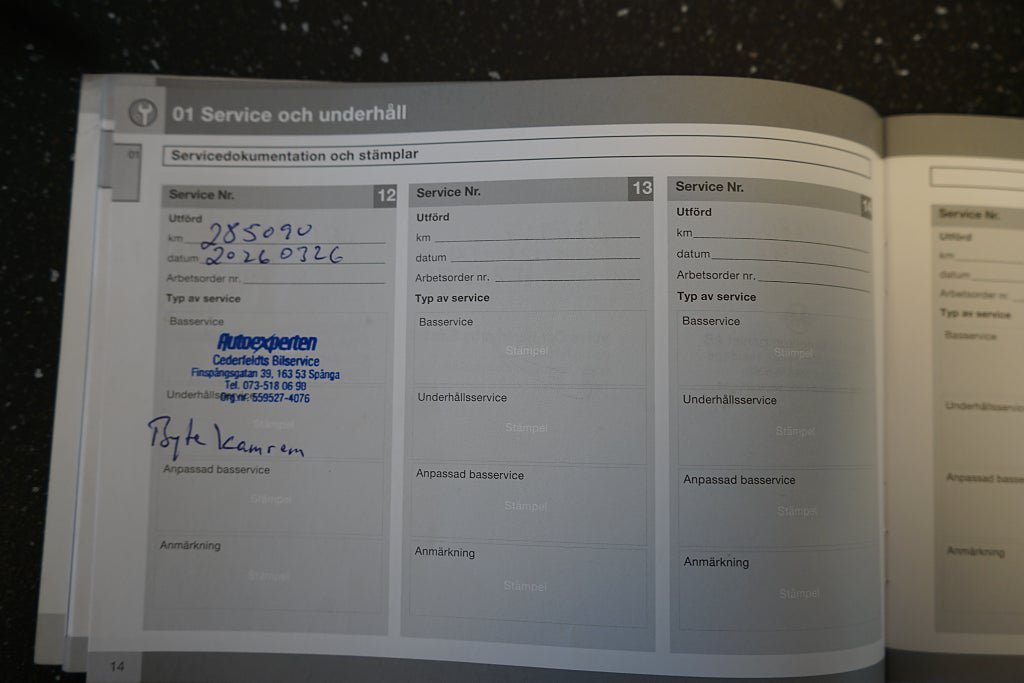 01 Service och underhåll
01
Servicedokumentation och stämplar
Service Nr. 12
Utförd
km 285090
datum 20260326
Arbetsorder nr.
Typ av service
Basservice
Autoexperten
Cederfeldts Bilservice
Finspångsgatan 39, 163 53 Spånga
Tel. 073-518 06 98
Org.nr. 559527-4076
Underhållsservice
Stämpel
Byte kamrem
Anpassad basservice
Stämpel
Anmärkning
Stämpel
Service Nr. 13
Utförd
km
datum
Arbetsorder nr.
Typ av service
Basservice
Stämpel
Underhållsservice
Stämpel
Anpassad basservice
Stämpel
Anmärkning
Stämpel
Service Nr.
Utförd
km
datum
Arbetsorder nr.
Typ av service
Basservice
Stämpel
Underhållsservice
Stämpel
Anpassad basservice
Stämpel
Anmärkning
Stämpel
14
Service Nr.
Utförd
km
datum
Arbetsorder nr.
Typ av service
Basservice
Underhållsservice
Anpassad basse
Anmärkning